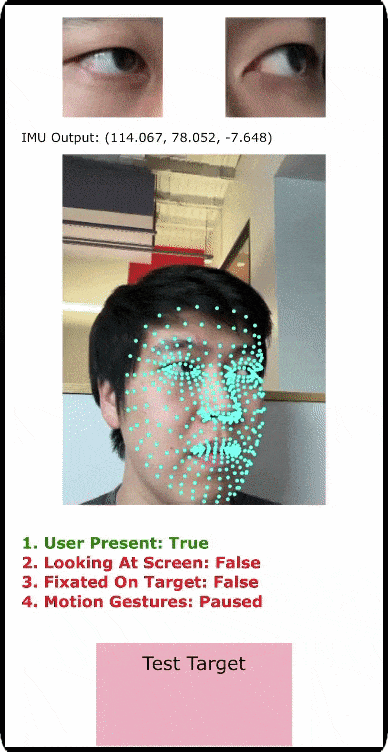 IMU Output: (114.067, 78.052, -7.648)
1. User Present: True
2. Looking At Screen: False
3. Fixated On Target: False
4. Motion Gestures: Paused
Test Target